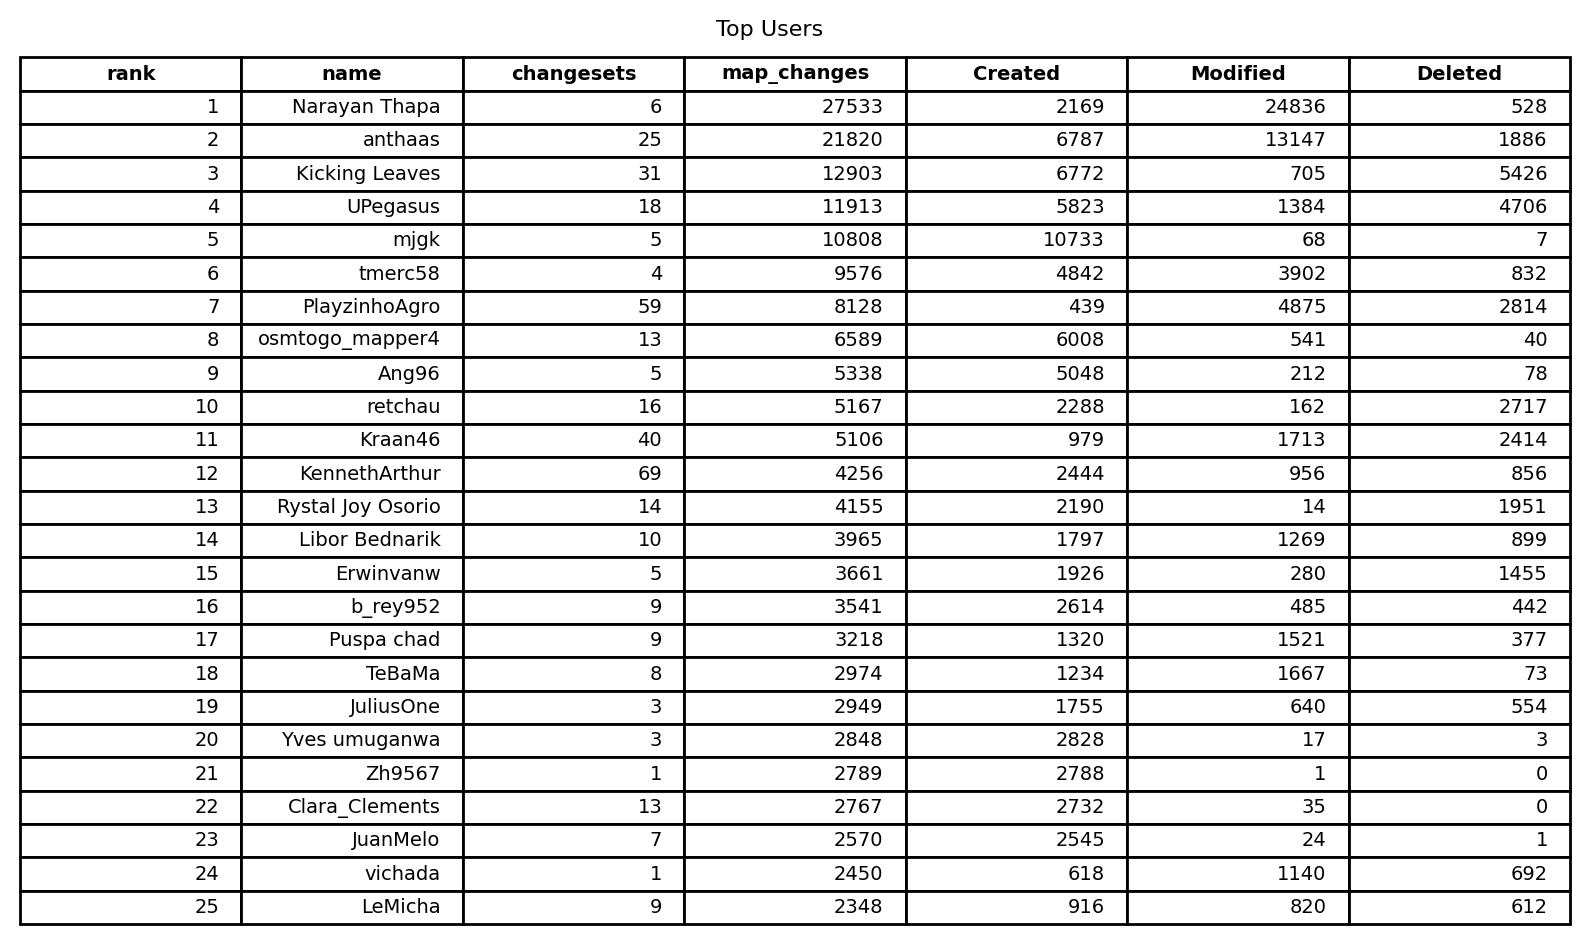 Top Users
rank name changesets map_changes Created Modified Deleted
1 Narayan Thapa 6 27533 2169 24836 528
2 anthaas 25 21820 6787 13147 1886
3 Kicking Leaves 31 12903 6772 705 5426
4 UPegasus 18 11913 5823 1384 4706
5 mjgk 5 10808 10733 68 7
6 tmerc58 4 9576 4842 3902 832
7 PlayzinhoAgro 59 8128 439 4875 2814
8 osmtogo_mapper4 13 6589 6008 541 40
9 Ang96 5 5338 5048 212 78
10 retchau 16 5167 2288 162 2717
11 Kraan46 40 5106 979 1713 2414
12 KennethArthur 69 4256 2444 956 856
13 Rystal Joy Osorio 14 4155 2190 14 1951
14 Libor Bednarik 10 3965 1797 1269 899
15 Erwinvanw 5 3661 1926 280 1455
16 b_rey952 9 3541 2614 485 442
17 Puspa chad 9 3218 1320 1521 377
18 TeBaMa 8 2974 1234 1667 73
19 JuliusOne 3 2949 1755 640 554
20 Yves umuganwa 3 2848 2828 17 3
21 Zh9567 1 2789 2788 1 0
22 Clara_Clements 13 2767 2732 35 0
23 JuanMelo 7 2570 2545 24 1
24 vichada 1 2450 618 1140 692
25 LeMicha 9 2348 916 820 612